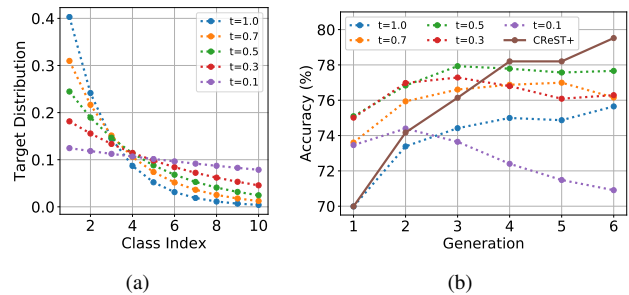 0.4
0.3
0.2
0.1
0.0
Target Distribution
2 4 6 8 10
Class Index
t=1.0
t=0.7
t=0.5
t=0.3
t=0.1
(a)
80
78
76
74
72
70
Accuracy (%)
1 2 3 4 5 6
Generation
t=1.0 t=0.5 t=0.1
t=0.7 t=0.3 CReST+
(b)